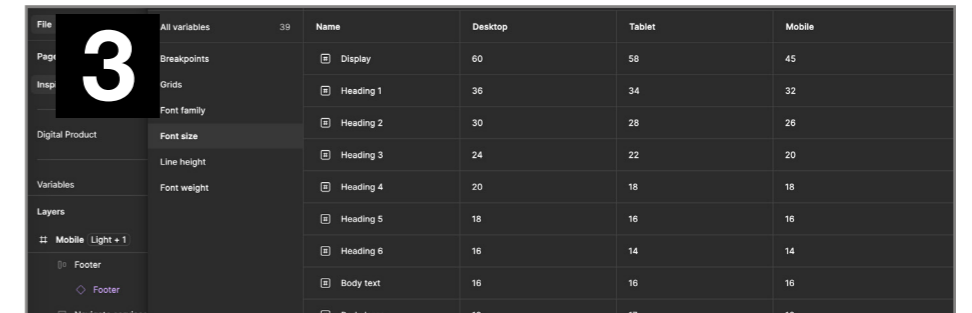 File
Page
Insp
Digital Product
Variables
Layers
Mobile Light + 1
Footer
Footer
3
All variables 39
Breakpoints
Grids
Font family
Font size
Line height
Font weight
Name Desktop Tablet Mobile
Display 60 58 45
Heading 1 36 34 32
Heading 2 30 28 26
Heading 3 24 22 20
Heading 4 20 18 18
Heading 5 18 16 16
Heading 6 16 14 14
Body text 16 16 16